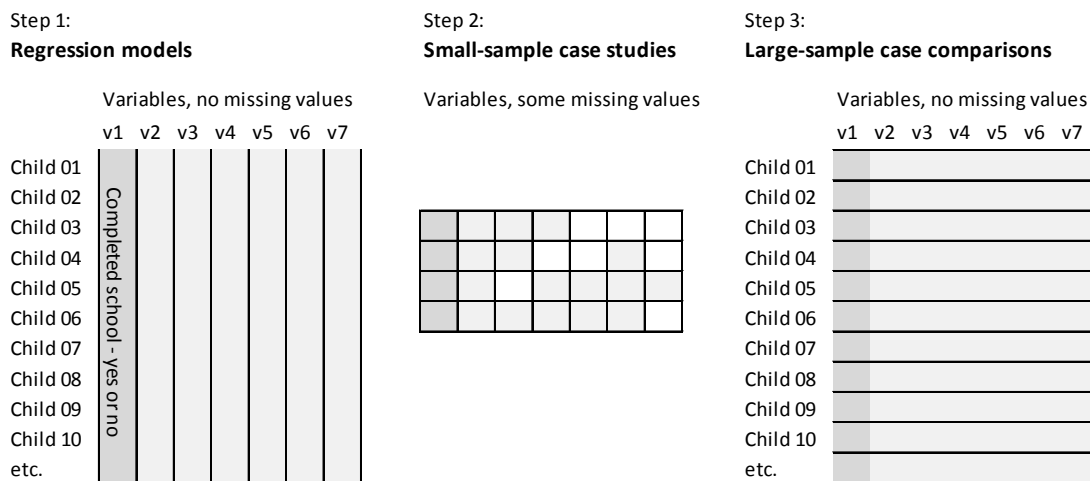 Step 1:
Regression models
Variables, no missing values
v1 v2 v3 v4 v5 v6 v7
Child 01
Child 02
Child 03
Child 04
Child 05
Child 06
Child 07
Child 08
Child 09
Child 10
etc.
Completed school - yes or no
Step 2:
Small-sample case studies
Variables, some missing values
Step 3:
Large-sample case comparisons
Variables, no missing values
v1 v2 v3 v4 v5 v6 v7
Child 01
Child 02
Child 03
Child 04
Child 05
Child 06
Child 07
Child 08
Child 09
Child 10
etc.